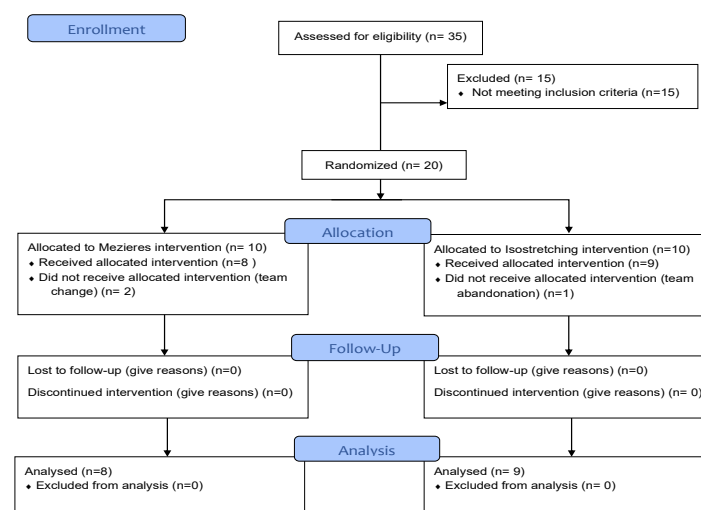 Enrollment
Assessed for eligibility (n= 35)
Excluded (n= 15)
⬥ Not meeting inclusion criteria (n=15)
Randomized (n= 20)
Allocation
Allocated to Mezieres intervention (n= 10)
⬥ Received allocated intervention (n=8 )
⬥ Did not receive allocated intervention (team
change) (n= 2)
Allocated to Isostretching intervention (n=10)
⬥ Received allocated intervention (n=9)
⬥ Did not receive allocated intervention (team
abandonation) (n=1)
Follow-Up
Lost to follow-up (give reasons) (n=0)
Discontinued intervention (give reasons) (n=0)
Lost to follow-up (give reasons) (n=0)
Discontinued intervention (give reasons) (n= 0)
Analysis
Analysed (n=8)
⬥ Excluded from analysis (n=0)
Analysed (n= 9)
⬥ Excluded from analysis (n= 0)